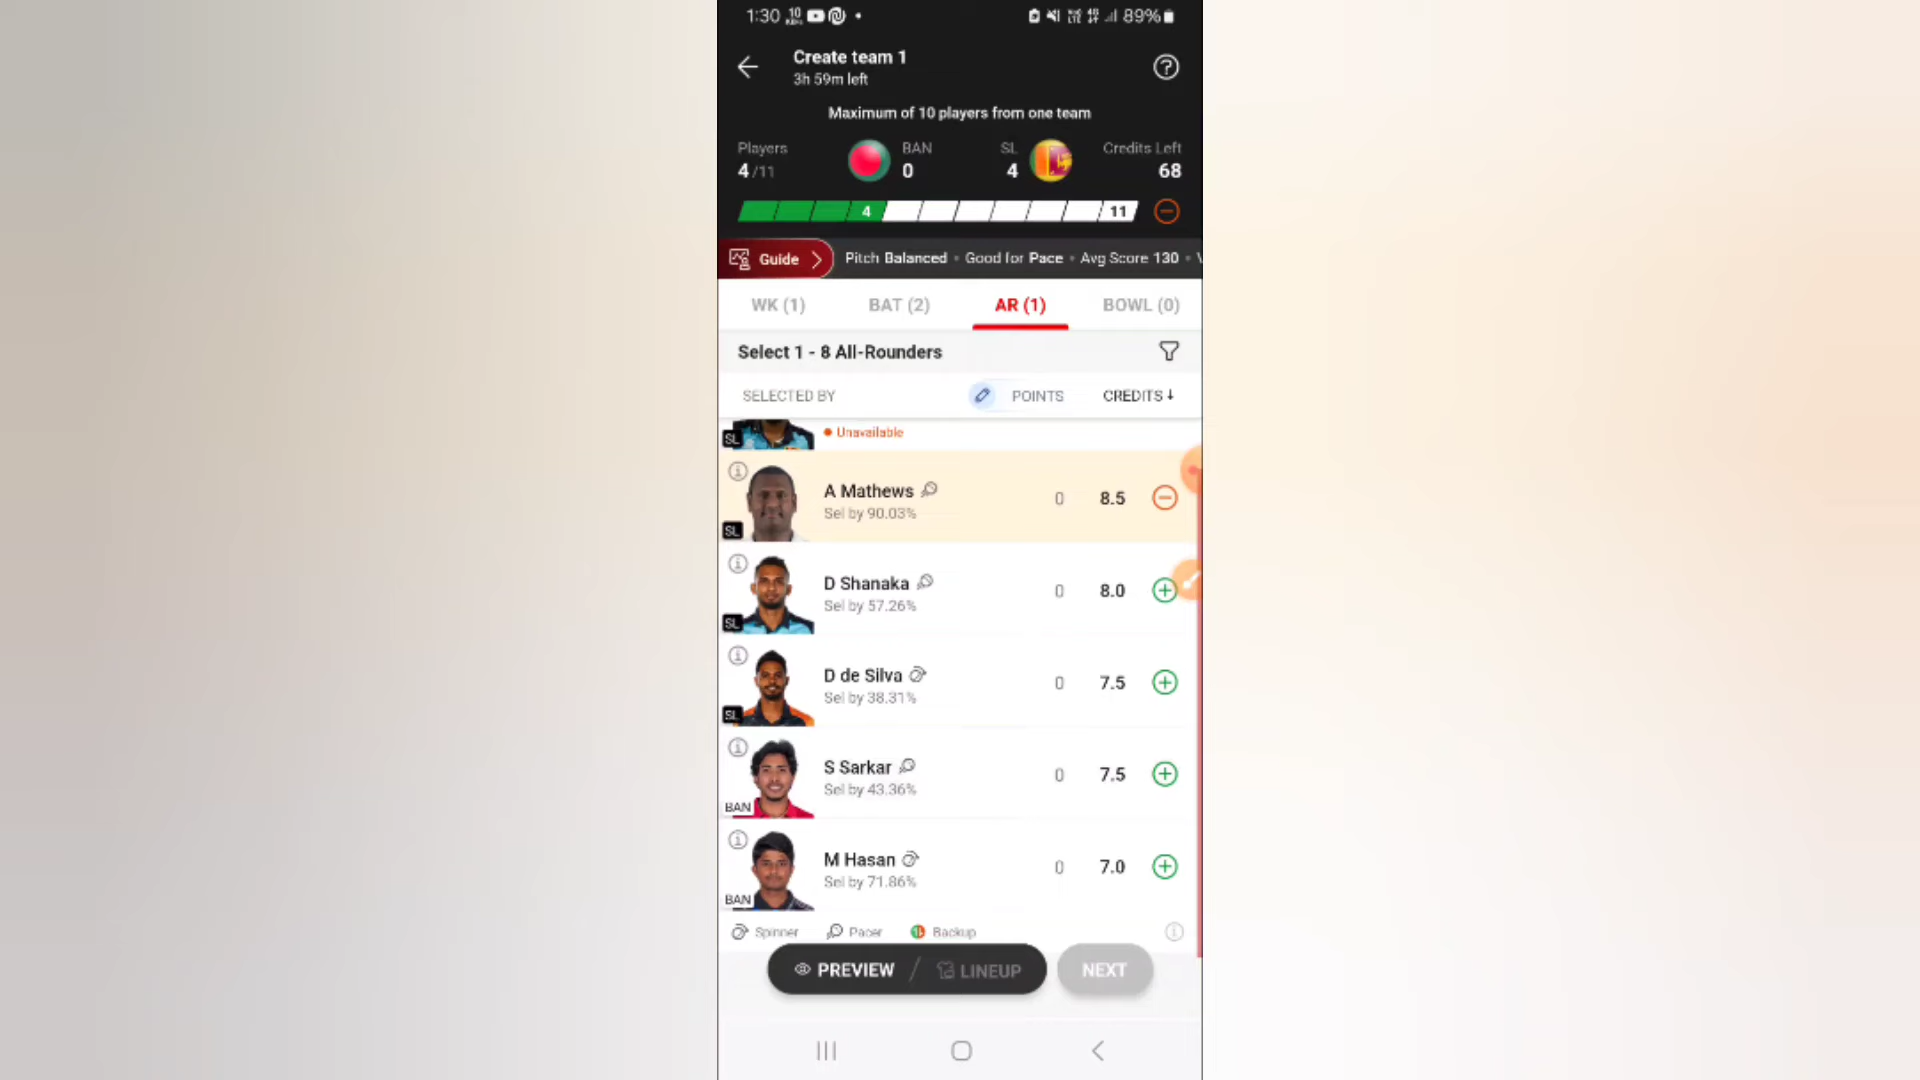 1:30 89%
Create team 1
3h 59m left
Maximum of 10 players from one team
Players BAN SL Credits Left
4/11 0 4 68
4 11
Guide Pitch Balanced • Good for Pace • Avg Score 130 •
WK (1) BAT (2) AR (1) BOWL (0)
Select 1 - 8 All-Rounders
SELECTED BY POINTS CREDITS↓
SL Unavailable
A Mathews 0 8.5
Sel by 90.03%
SL
D Shanaka 0 8.0
Sel by 57.26%
SL
D de Silva 0 7.5
Sel by 38.31%
SL
S Sarkar 0 7.5
Sel by 43.36%
BAN
M Hasan 0 7.0
Sel by 71.86%
BAN
Spinner Pacer Backup
PREVIEW / LINEUP NEXT